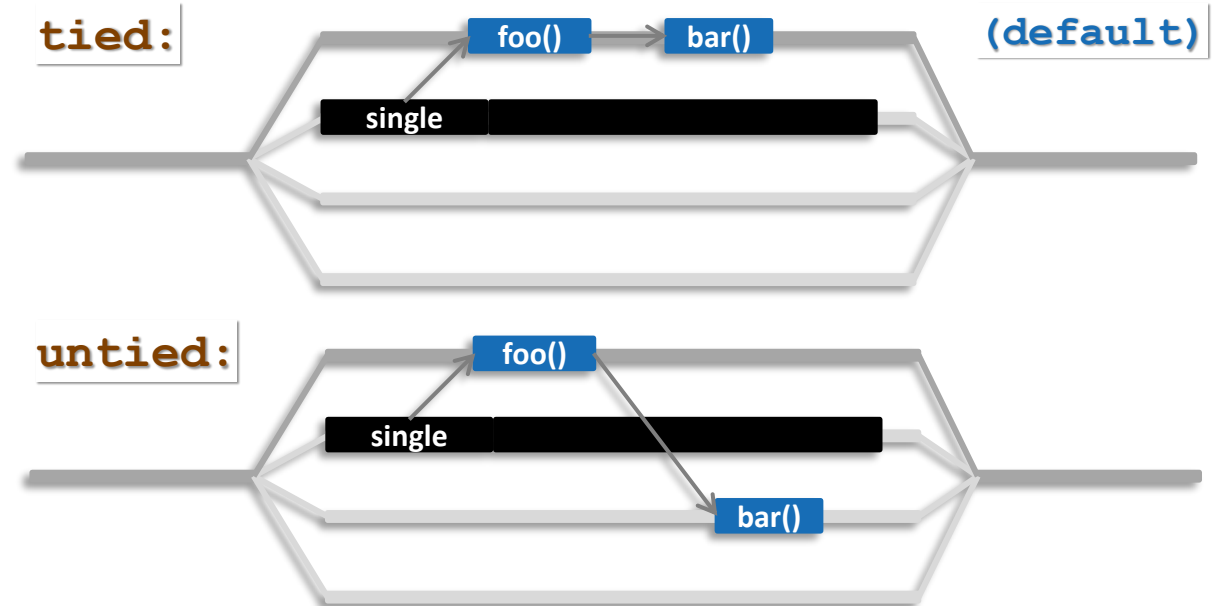 tied:
foo()
bar()
(default)
single
untied:
foo()
single
bar()